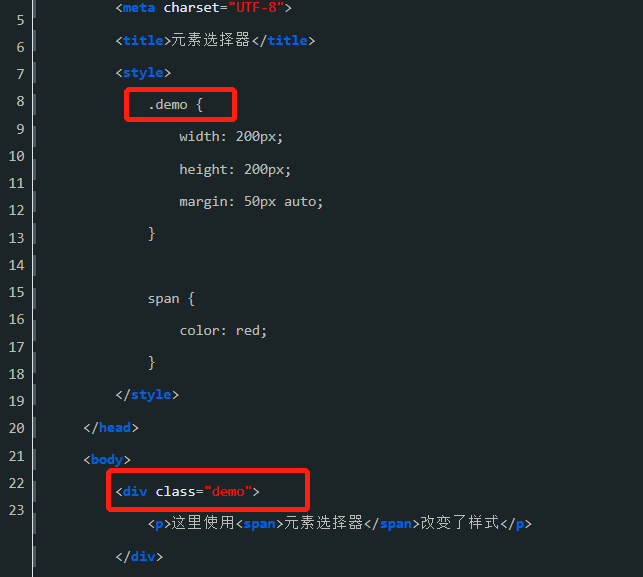 5 <meta charset="UTF-8">
6 <title>元素选择器</title>
7 <style>
8 .demo {
9 width: 200px;
10 height: 200px;
11 margin: 50px auto;
12 }
13
14 span {
15 color: red;
16 }
17 </style>
18 </head>
19 <body>
20 <div class="demo">
21 <p>这里使用<span>元素选择器</span>改变了样式</p>
22 </div>
23